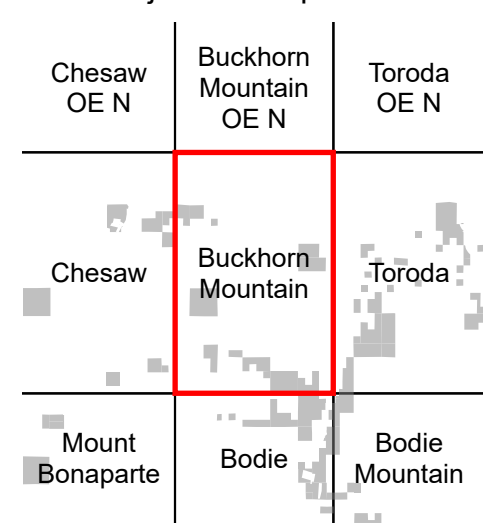 Chesaw
OE N
Buckhorn
Mountain
OE N
Toroda
OE N
Chesaw
Buckhorn
Mountain
Toroda
Mount
Bonaparte
Bodie
Bodie
Mountain